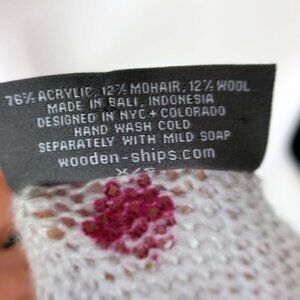 76% ACRYLIC, 12% MOHAIR, 12% WOOL
MADE IN BALI, INDONESIA
DESIGNED IN NYC + COLORADO
HAND WASH COLD
SEPARATELY WITH MILD SOAP
wooden-ships.com